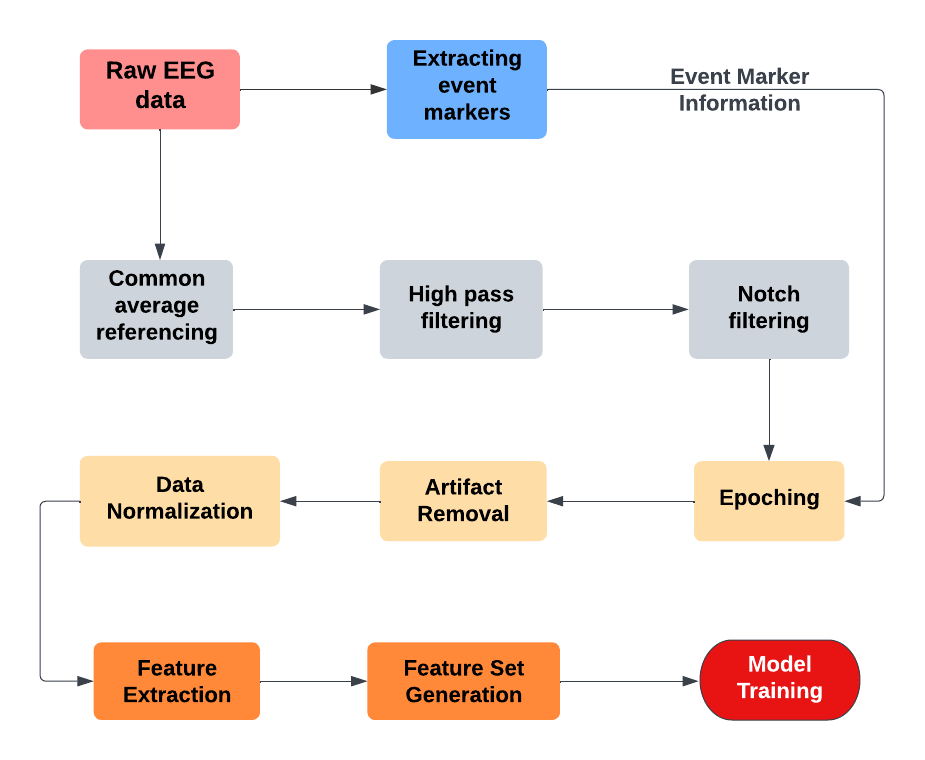 Raw EEG
data
Extracting
event
markers
Event Marker
Information
Common
average
referencing
High pass
filtering
Notch
filtering
Data
Normalization
Artifact
Removal
Epoching
Feature
Extraction
Feature Set
Generation
Model
Training